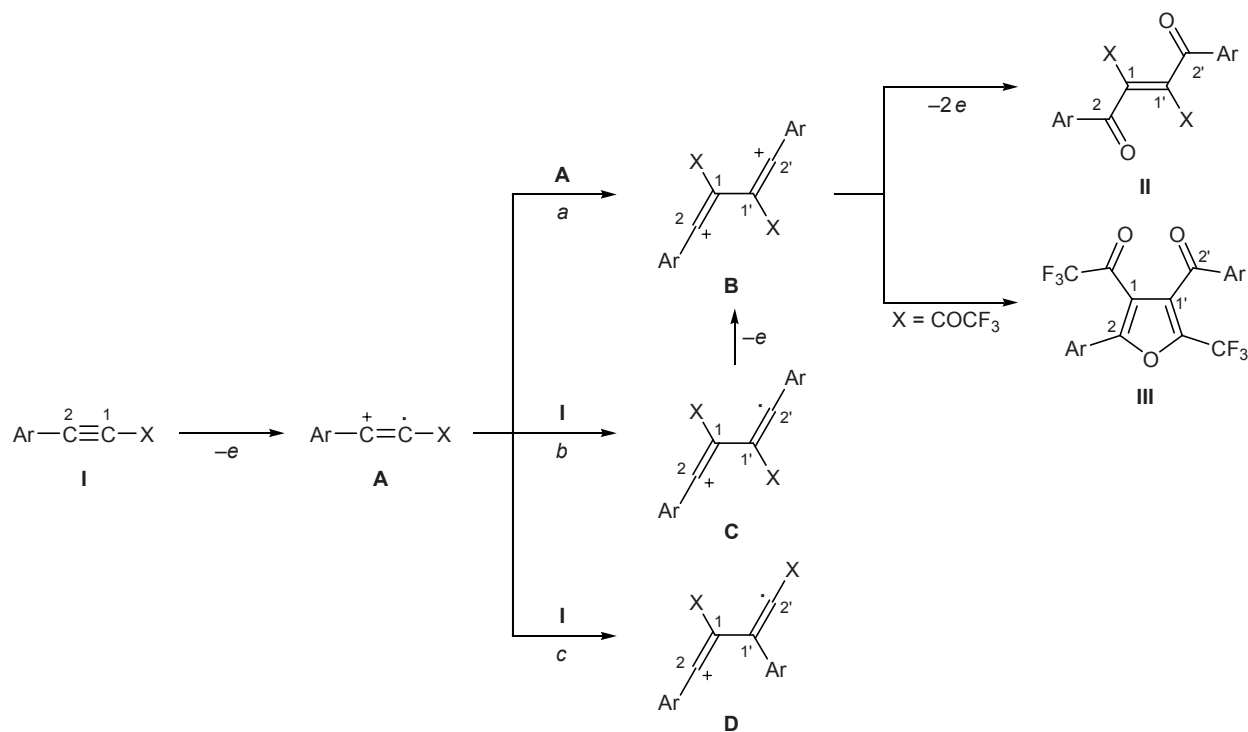 Ar 2 1 X
I
–e
Ar + · C C X
A
A
a
I
b
I
c
Ar
X + 2'
1
2 1'
+ X
Ar
B
–e
Ar
X · 2'
1
2 1'
+ X
Ar
C
X
X · 2'
1
2 1'
+ Ar
Ar
D
–2 e
X = COCF3
O
X Ar
1 2'
2 1'
Ar X
O
II
O O
F3C 2' Ar
1 1'
2
Ar O CF3
III